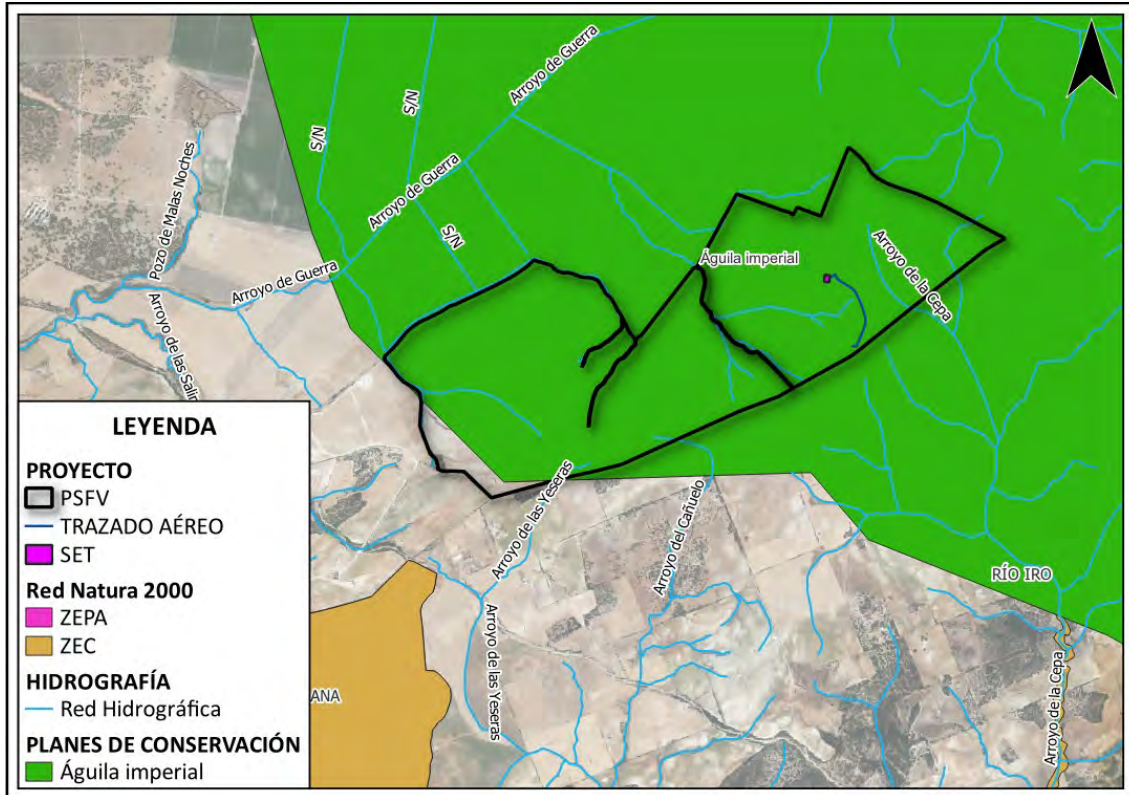 Arroyo de Guerra
S/N
S/N
Pozo de Malas Noches
Arroyo de Guerra
S/N
Arroyo de Guerra
Águila imperial
Arroyo de la Cepa
Arroyo de las Salin
LEYENDA
PROYECTO
PSFV
TRAZADO AÉREO
SET
Red Natura 2000
ZEPA
ZEC
HIDROGRAFÍA
Red Hidrográfica
PLANES DE CONSERVACIÓN
Águila imperial
Arroyo de las Yeseras
Arroyo del Cañuelo
RÍO IRO
Arroyo de las Yeseras
ANA
Arroyo de la Cepa